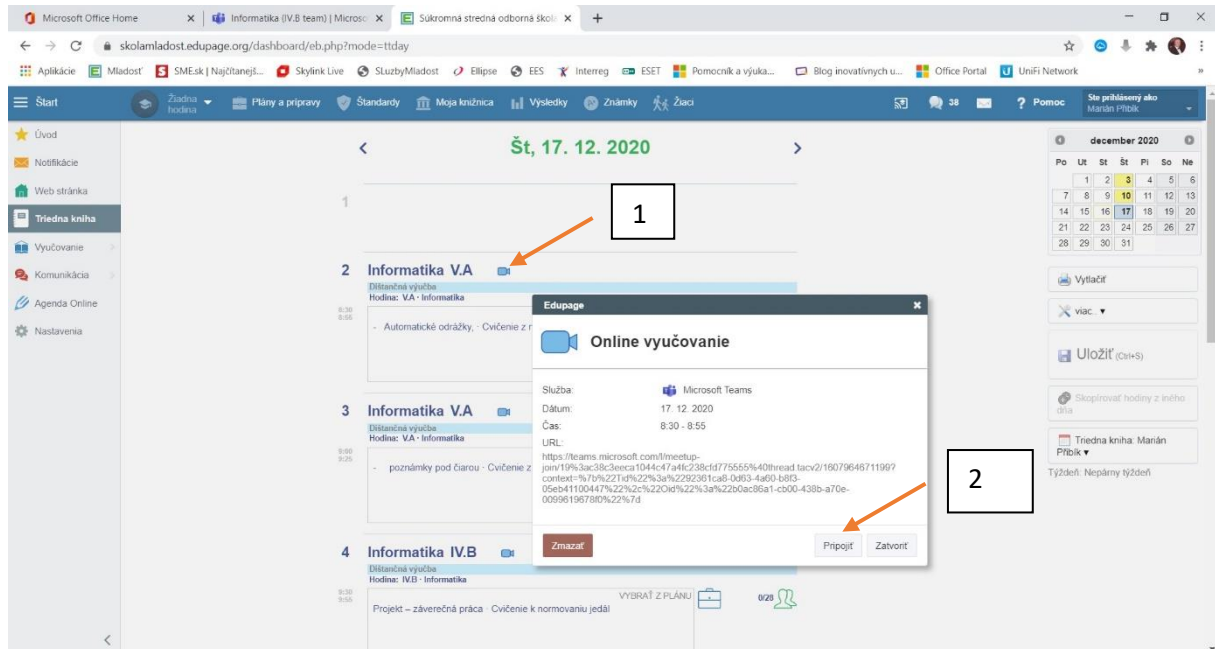 Microsoft Office Home
Informatika (IV.B team) | Microso
Súkromná stredná odborná škola
skolamladost.edupage.org/dashboard/eb.php?mode=ttday
Aplikácie Mladosť SME.sk | Najčítanejš... Skylink Live SLuzbyMladost Ellipse EES Interreg ESET Pomocník a výuka... Blog inovatívnych u... Office Portal UniFi Network »
Štart
Žiadna hodina
Plány a prípravy Štandardy Moja knižnica Výsledky Známky Žiaci
38
? Pomoc
Ste prihlásený ako
Marián Přibík
Úvod
Notifikácie
Web stránka
Triedna kniha
Vyučovanie
Komunikácia
Agenda Online
Nastavenia
Št, 17. 12. 2020
1
1
2 Informatika V.A
Dištančná výučba
Hodina: V.A · Informatika
8:30
8:55
- Automatické odrážky, · Cvičenie z
3 Informatika V.A
Dištančná výučba
Hodina: V.A · Informatika
9:00
9:25
- poznámky pod čiarou · Cvičenie z
4 Informatika IV.B
Dištančná výučba
Hodina: IV.B · Informatika
9:30
9:55
VYBRAŤ Z PLÁNU
0/28
Projekt – záverečná práca · Cvičenie k normovaniu jedál
Edupage
Online vyučovanie
Služba: Microsoft Teams
Dátum: 17. 12. 2020
Čas: 8:30 - 8:55
URL:
https://teams.microsoft.com/l/meetup-
join/19%3ac38c3eeca1044c47a4fc238cfd775555%40thread.tacv2/1607964671199?
context=%7b%22Tid%22%3a%2292361ca8-0d63-4a60-b8f3-
05eb41100447%22%2c%22Oid%22%3a%22b0ac86a1-cb00-438b-a70e-
0099619678f0%22%7d
Zmazať
Pripojiť
Zatvoriť
2
december 2020
Po Ut St Št Pi So Ne
1 2 3 4 5 6
7 8 9 10 11 12 13
14 15 16 17 18 19 20
21 22 23 24 25 26 27
28 29 30 31
Vytlačiť
viac.. ▼
Uložiť (Ctrl+S)
Skopírovať hodiny z iného
dňa
Triedna kniha: Marián
Přibík ▼
Týždeň: Nepárny týždeň